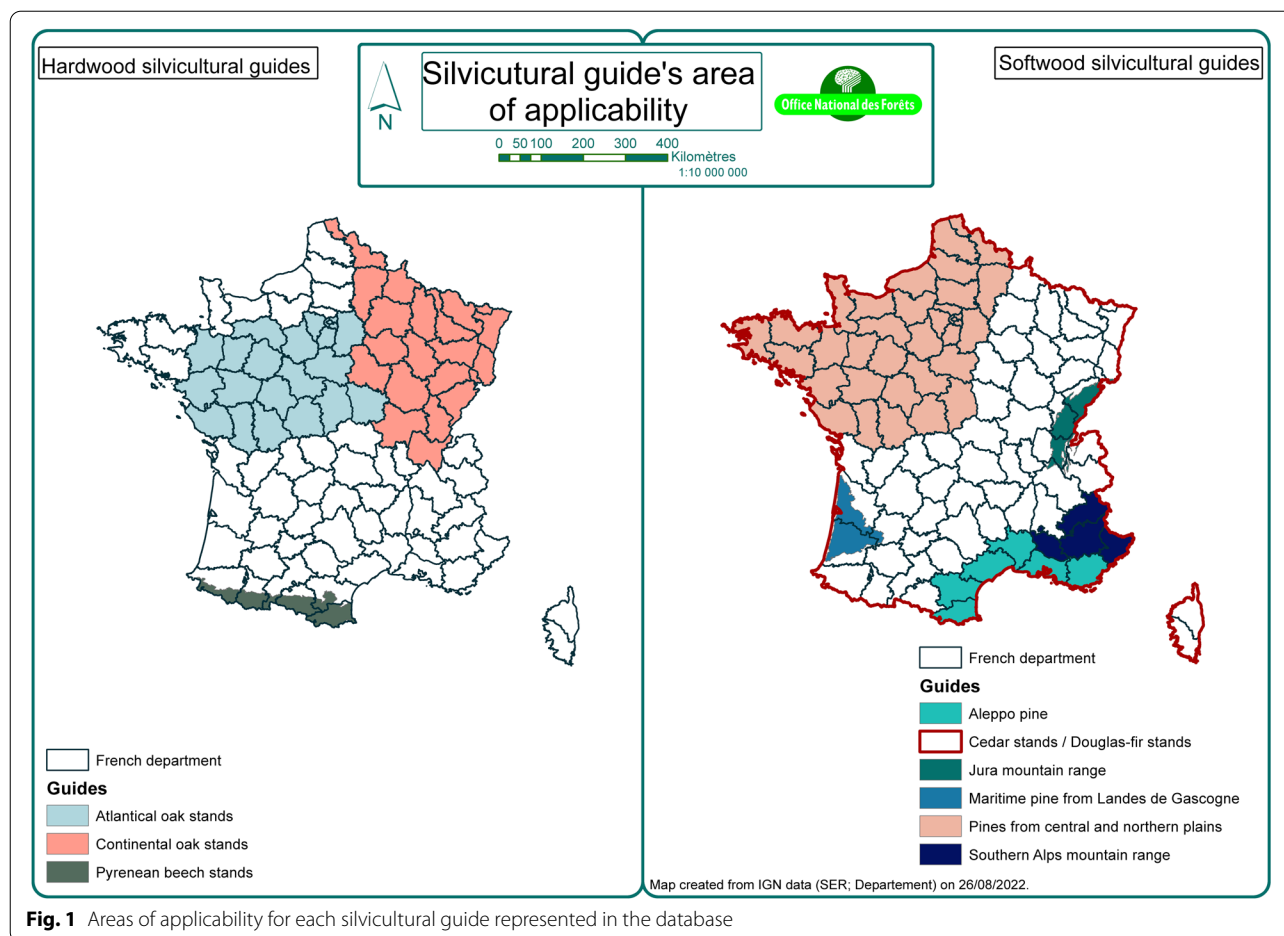 Hardwood silvicultural guides
Silvicutural guide's area
of applicability
N
0 50 100 200 300 400
Kilomètres
1:10 000 000
Office National des Forêts
Softwood silvicultural guides
French department
Guides
Atlantical oak stands
Continental oak stands
Pyrenean beech stands
French department
Guides
Aleppo pine
Cedar stands / Douglas-fir stands
Jura mountain range
Maritime pine from Landes de Gascogne
Pines from central and northern plains
Southern Alps mountain range
Map created from IGN data (SER; Departement) on 26/08/2022.
Fig. 1 Areas of applicability for each silvicultural guide represented in the database